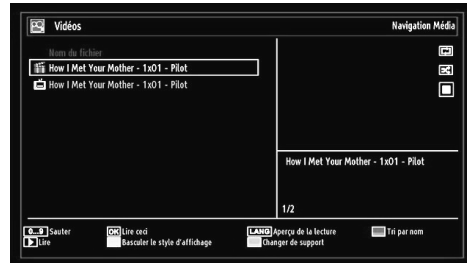 Vidéos
Navigation Média
Nom du fichier
How I Met Your Mother - 1x01 - Pilot
How I Met Your Mother - 1x01 - Pilot
How I Met Your Mother - 1x01 - Pilot
1/2
0...9 Sauter OK Lire ceci LANG Aperçu de la lecture Tri par nom
Lire Basculer le style d'affichage Changer de support